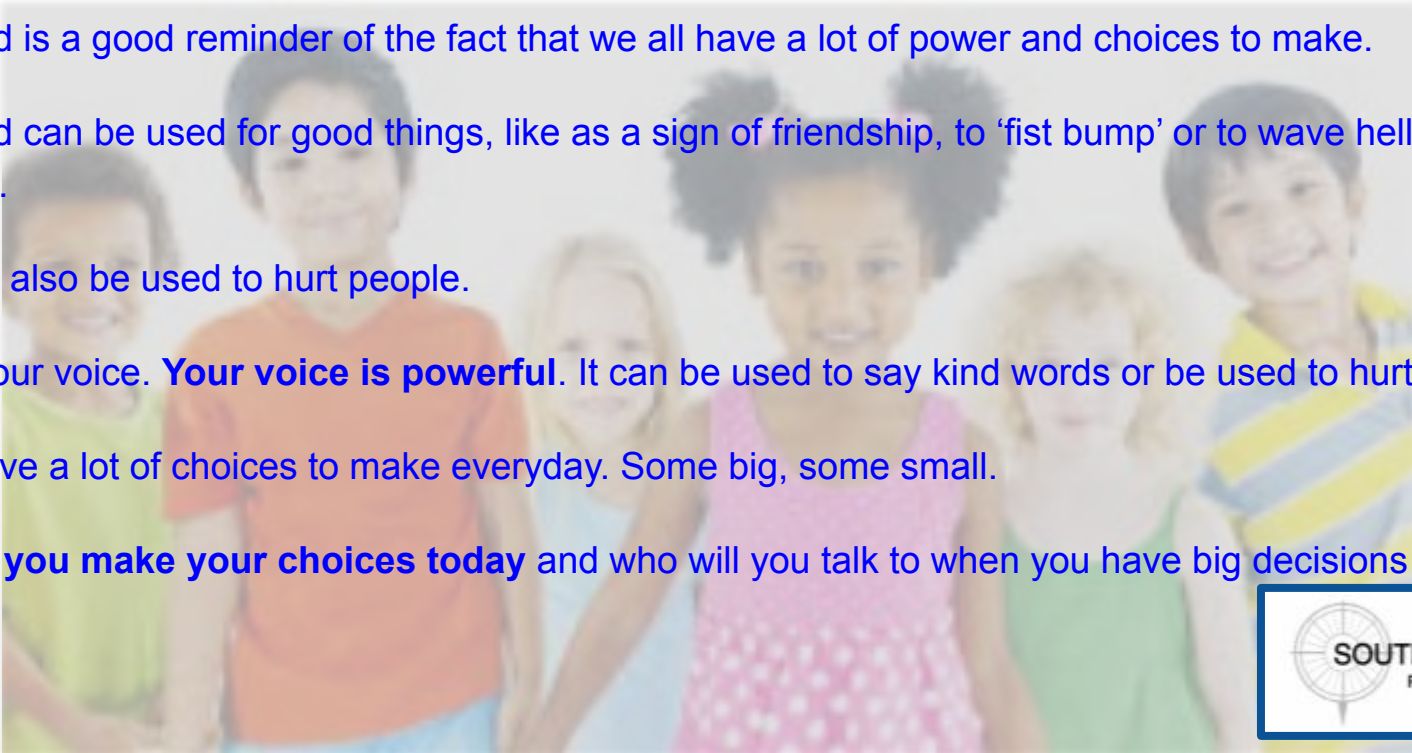 d is a good reminder of the fact that we all have a lot of power and choices to make.
d can be used for good things, like as a sign of friendship, to ‘fist bump’ or to wave hell
.
also be used to hurt people.
our voice. Your voice is powerful. It can be used to say kind words or be used to hurt
ve a lot of choices to make everyday. Some big, some small.
you make your choices today and who will you talk to when you have big decisions
SOUT